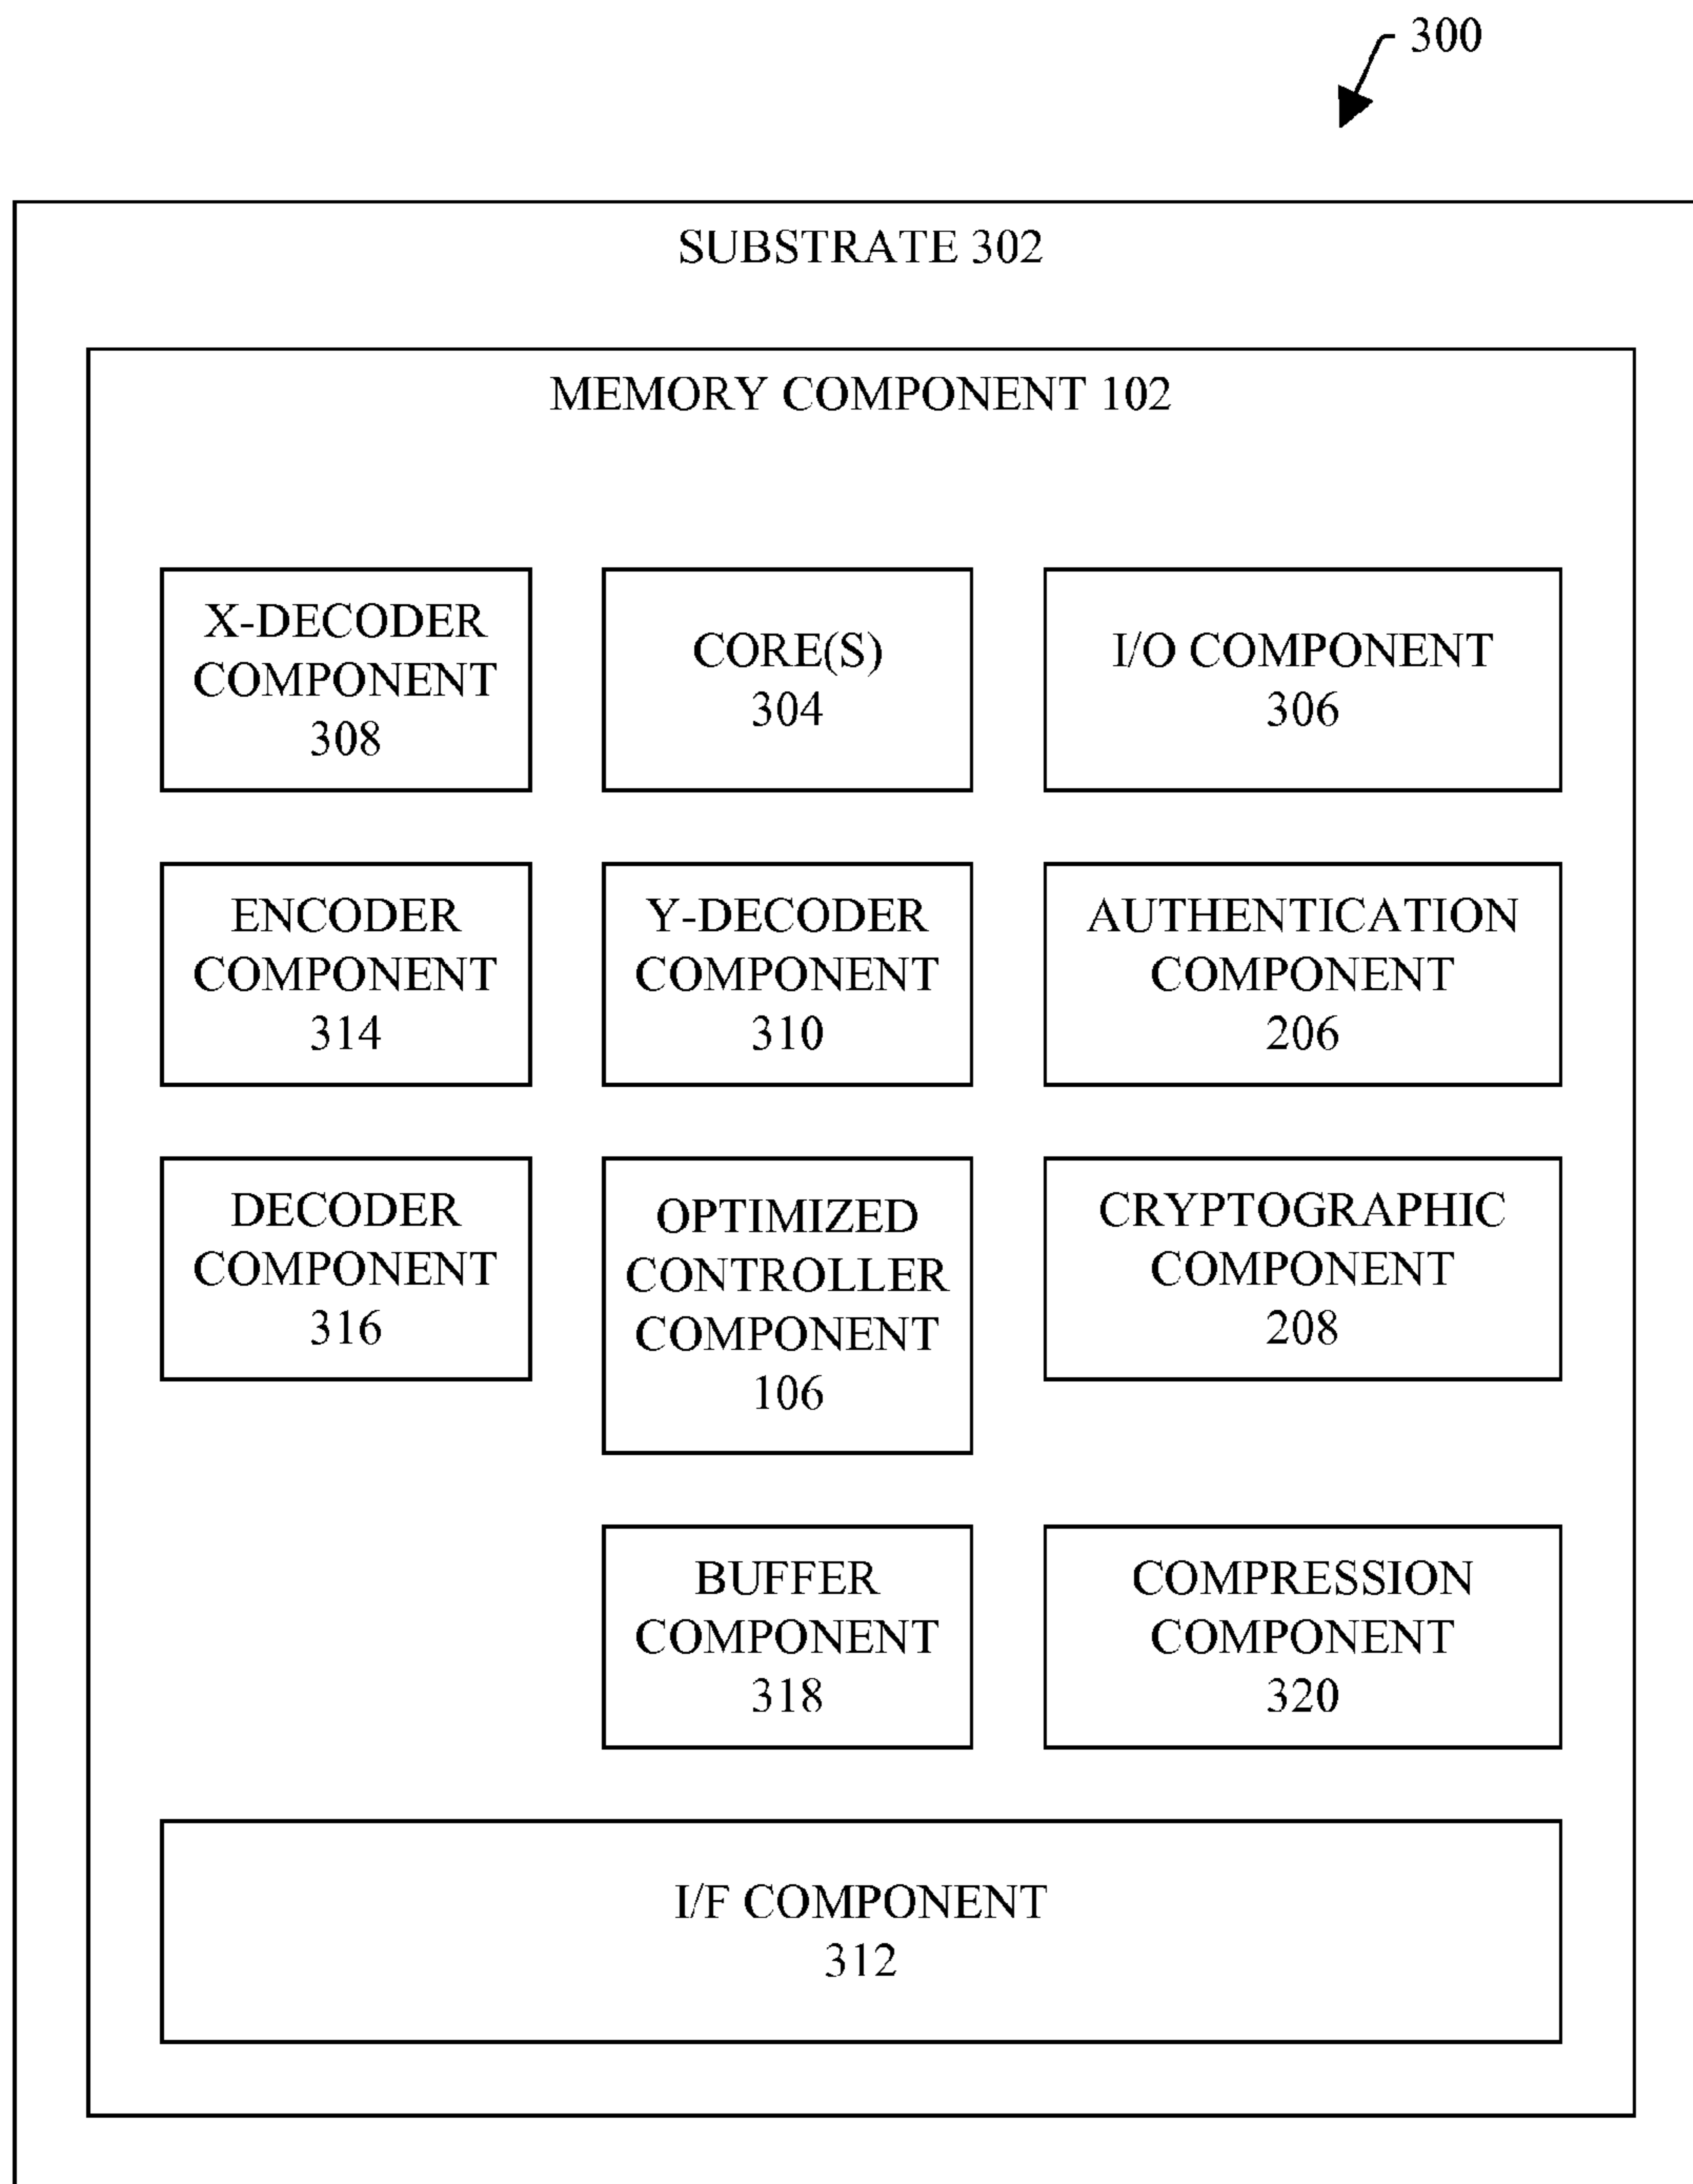 300
SUBSTRATE 302
MEMORY COMPONENT 102
X-DECODER
COMPONENT
308
CORE(S)
304
I/O COMPONENT
306
ENCODER
COMPONENT
314
Y-DECODER
COMPONENT
310
AUTHENTICATION
COMPONENT
206
DECODER
COMPONENT
316
OPTIMIZED
CONTROLLER
COMPONENT
106
CRYPTOGRAPHIC
COMPONENT
208
BUFFER
COMPONENT
318
COMPRESSION
COMPONENT
320
I/F COMPONENT
312